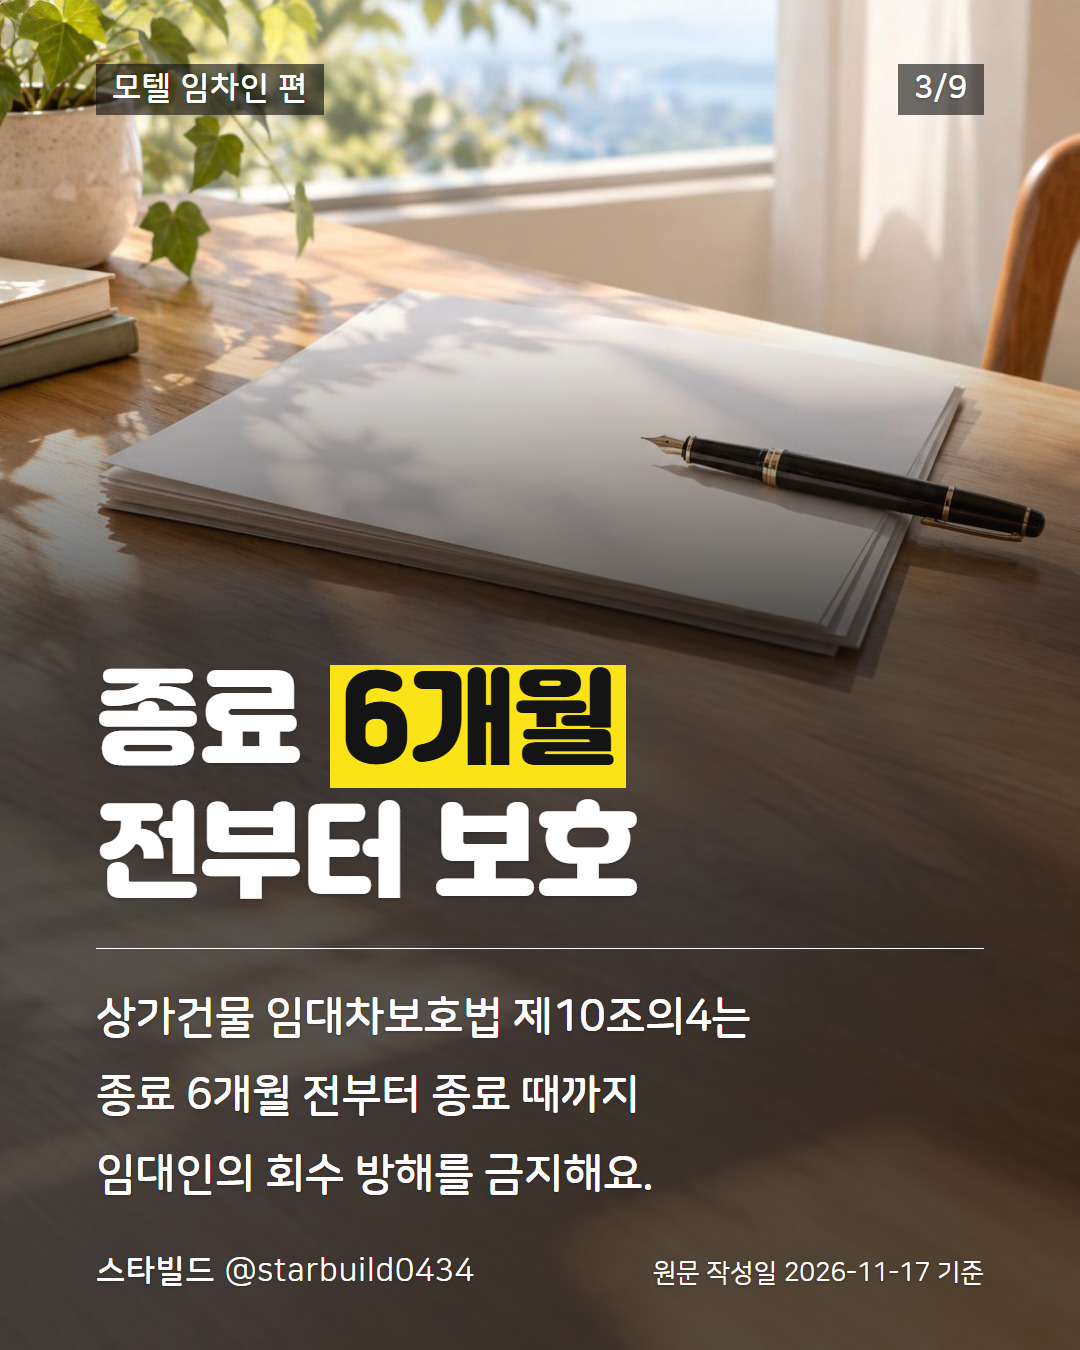 모텔 임차인 편
3/9
종료 6개월
전부터 보호
상가건물 임대차보호법 제10조의4는
종료 6개월 전부터 종료 때까지
임대인의 회수 방해를 금지해요.
스타빌드 @starbuild0434
원문 작성일 2026-11-17 기준